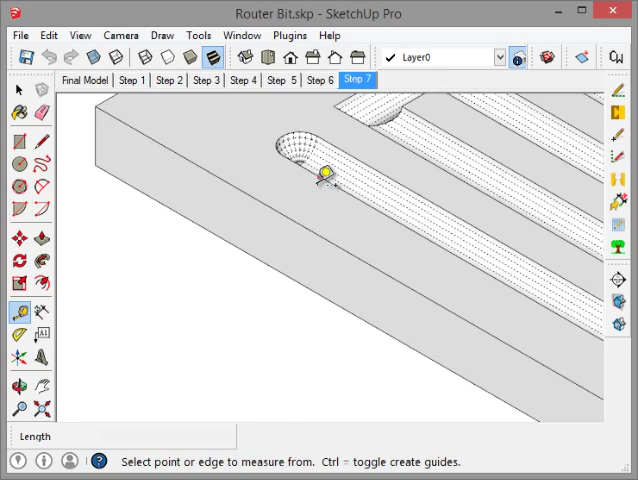 Router Bit.skp - SketchUp Pro
File Edit View Camera Draw Tools Window Plugins Help
Layer0
Final Model Step 1 Step 2 Step 3 Step 4 Step 5 Step 6 Step 7
A1
Length
Select point or edge to measure from. Ctrl = toggle create guides.